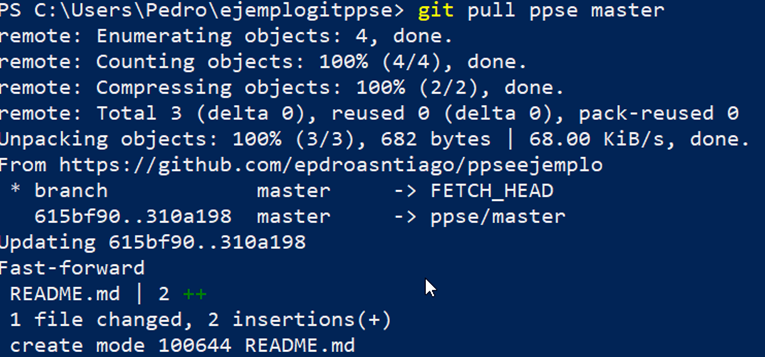 PS C:\Users\Pedro\ejemplogitppse> git pull ppse master
remote: Enumerating objects: 4, done.
remote: Counting objects: 100% (4/4), done.
remote: Compressing objects: 100% (2/2), done.
remote: Total 3 (delta 0), reused 0 (delta 0), pack-reused 0
Unpacking objects: 100% (3/3), 682 bytes | 68.00 KiB/s, done.
From https://github.com/epdroasntiago/ppseejemplo
 * branch            master     -> FETCH_HEAD
   615bf90..310a198  master     -> ppse/master
Updating 615bf90..310a198
Fast-forward
 README.md | 2 ++
 1 file changed, 2 insertions(+)
 create mode 100644 README.md